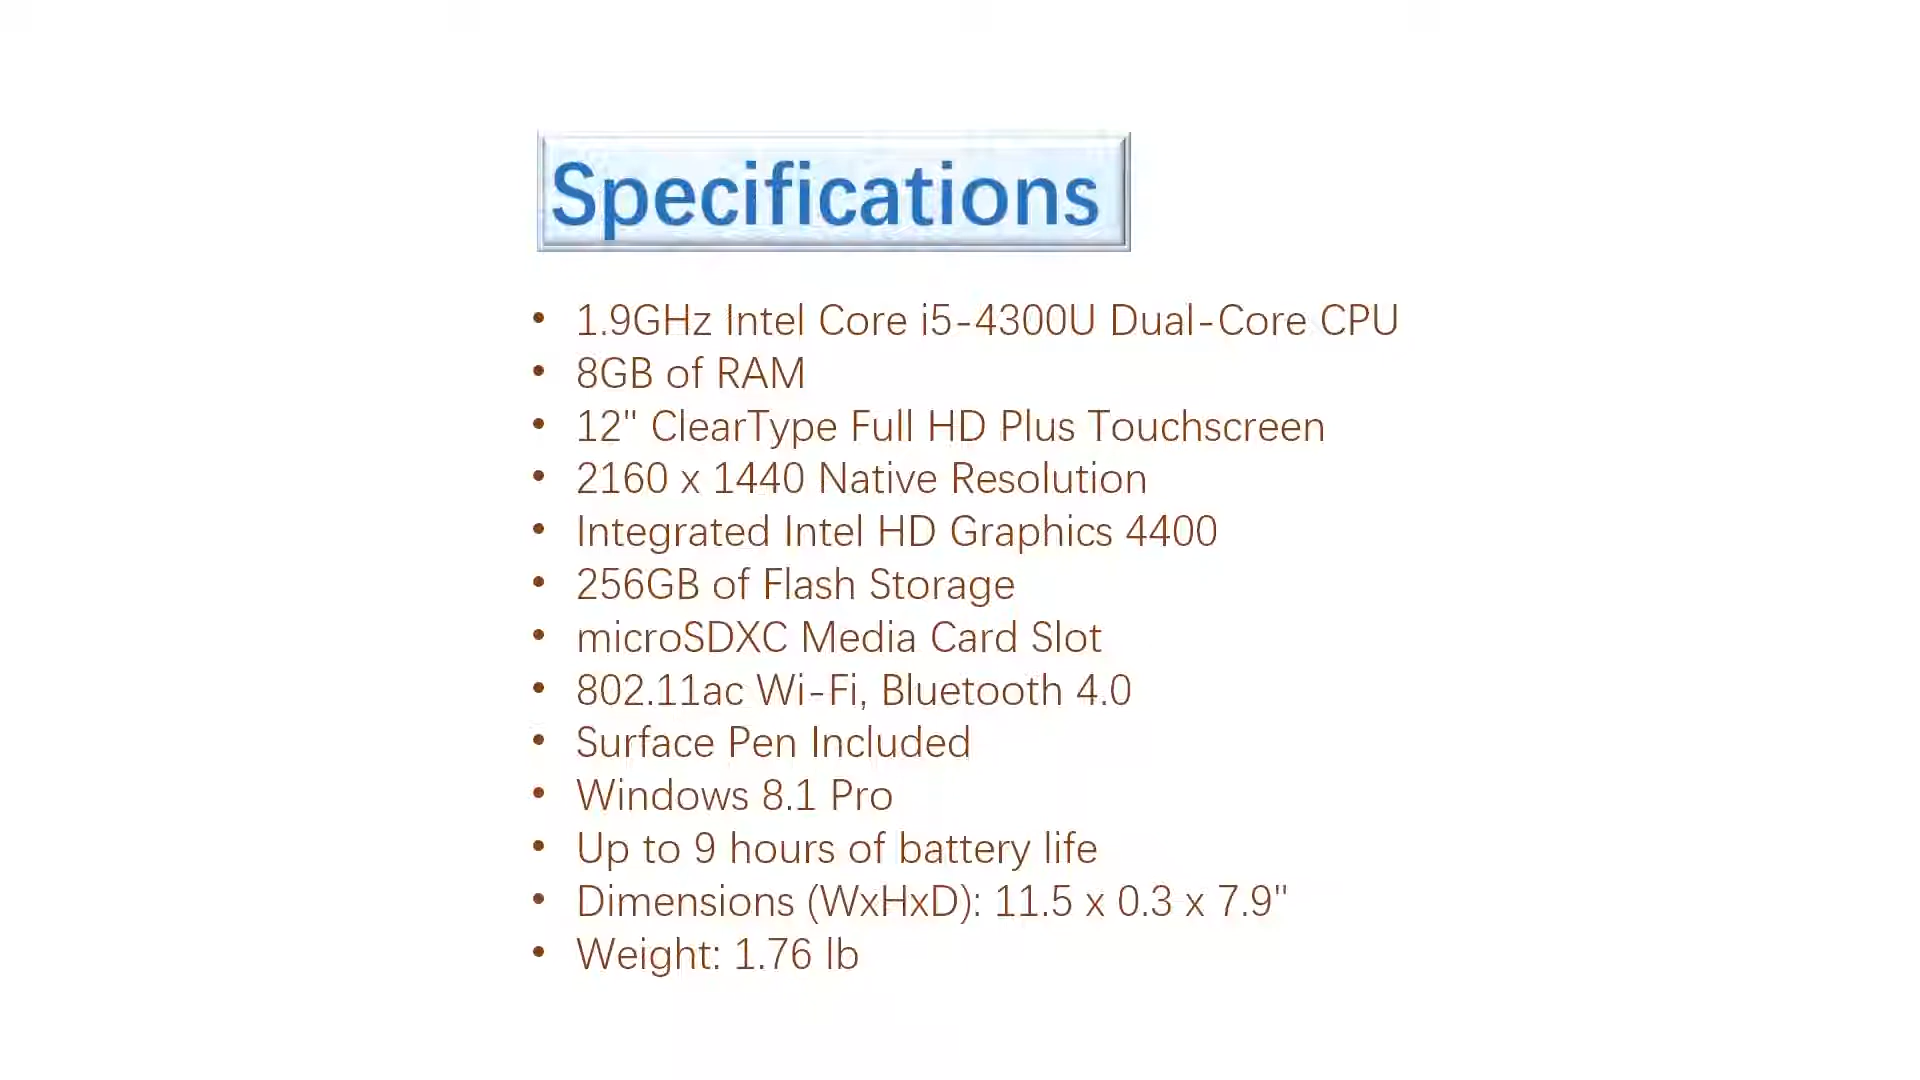 Specifications
• 1.9GHz Intel Core i5-4300U Dual-Core CPU
• 8GB of RAM
• 12" ClearType Full HD Plus Touchscreen
• 2160 x 1440 Native Resolution
• Integrated Intel HD Graphics 4400
• 256GB of Flash Storage
• microSDXC Media Card Slot
• 802.11ac Wi-Fi, Bluetooth 4.0
• Surface Pen Included
• Windows 8.1 Pro
• Up to 9 hours of battery life
• Dimensions (WxHxD): 11.5 x 0.3 x 7.9"
• Weight: 1.76 lb